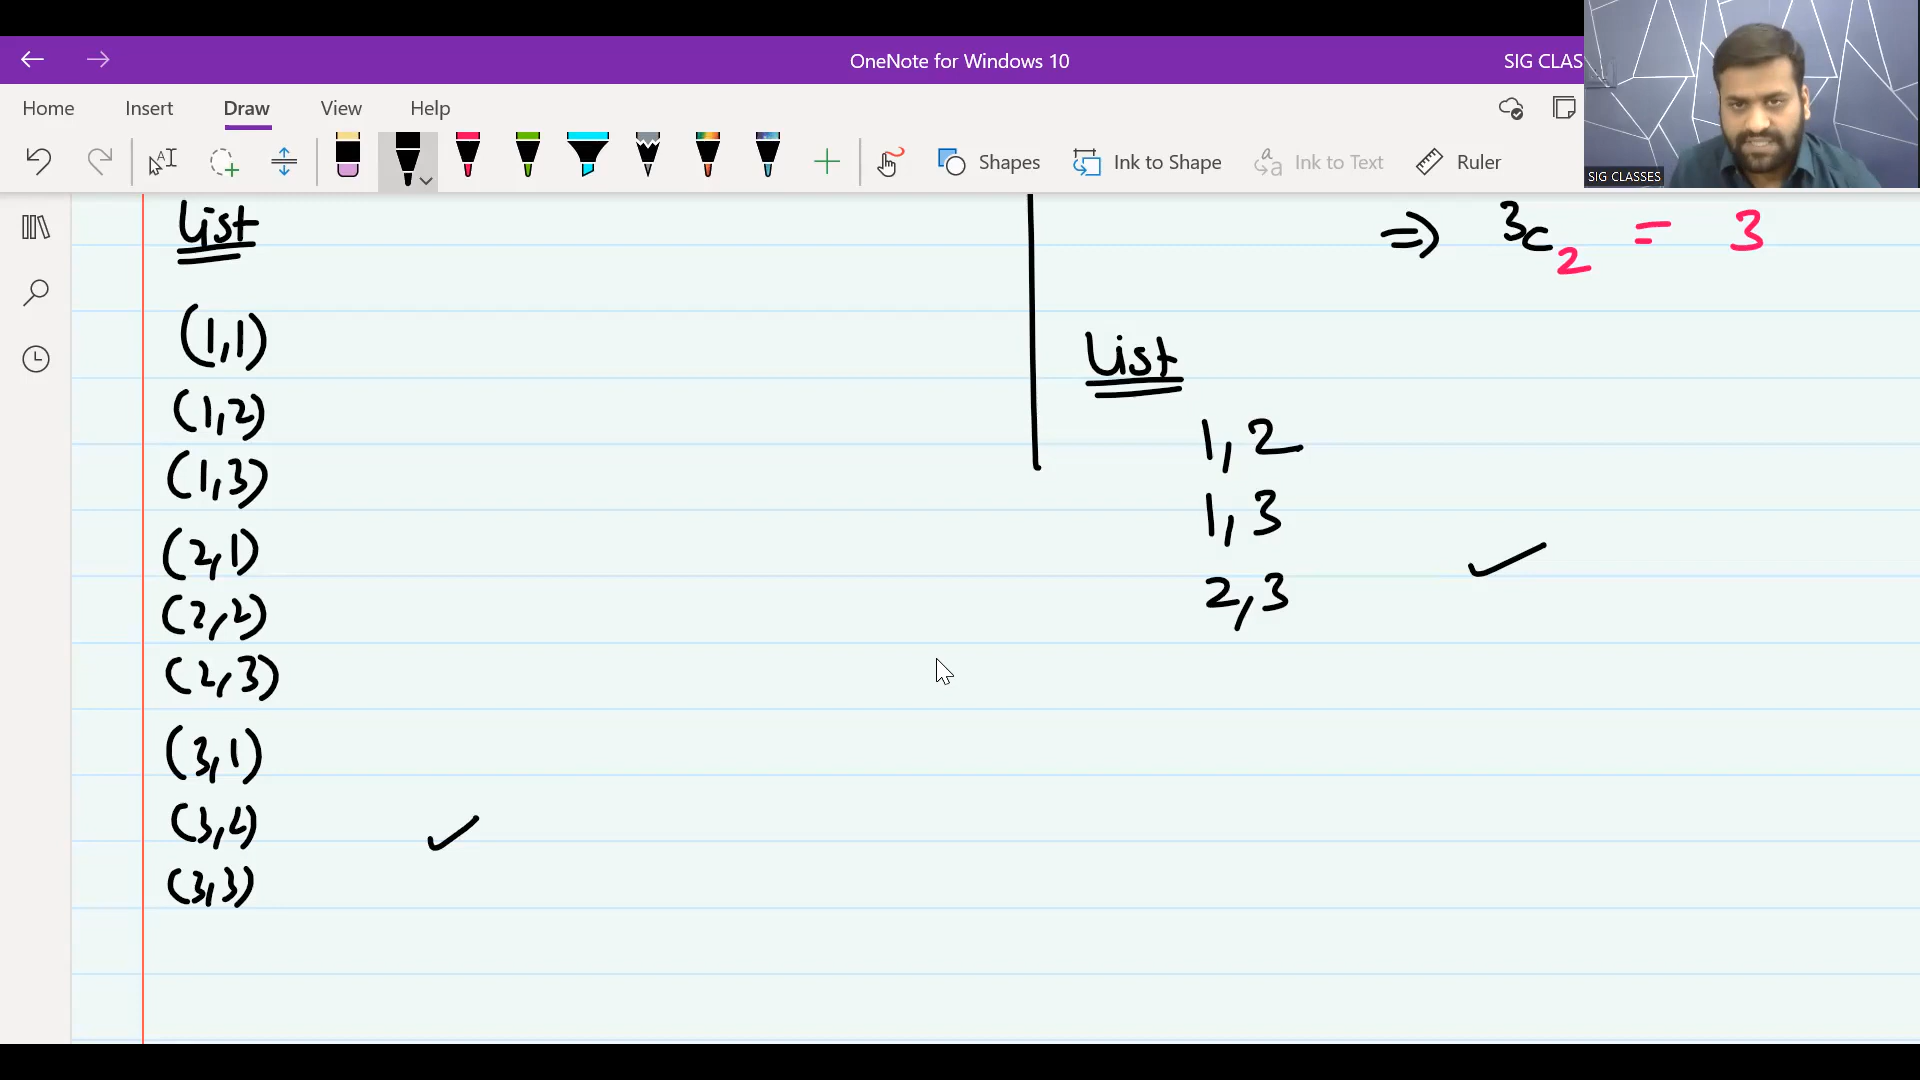 OneNote for Windows 10
SIG CLAS
Home Insert Draw View Help
Shapes Ink to Shape Ink to Text Ruler
SIG CLASSES
List
(1,1)
(1,2)
(1,3)
(2,1)
(2,2)
(2,3)
(3,1)
(3,2)
(3,3)
⇒ ³C₂ = 3
List
1,2
1,3
2,3